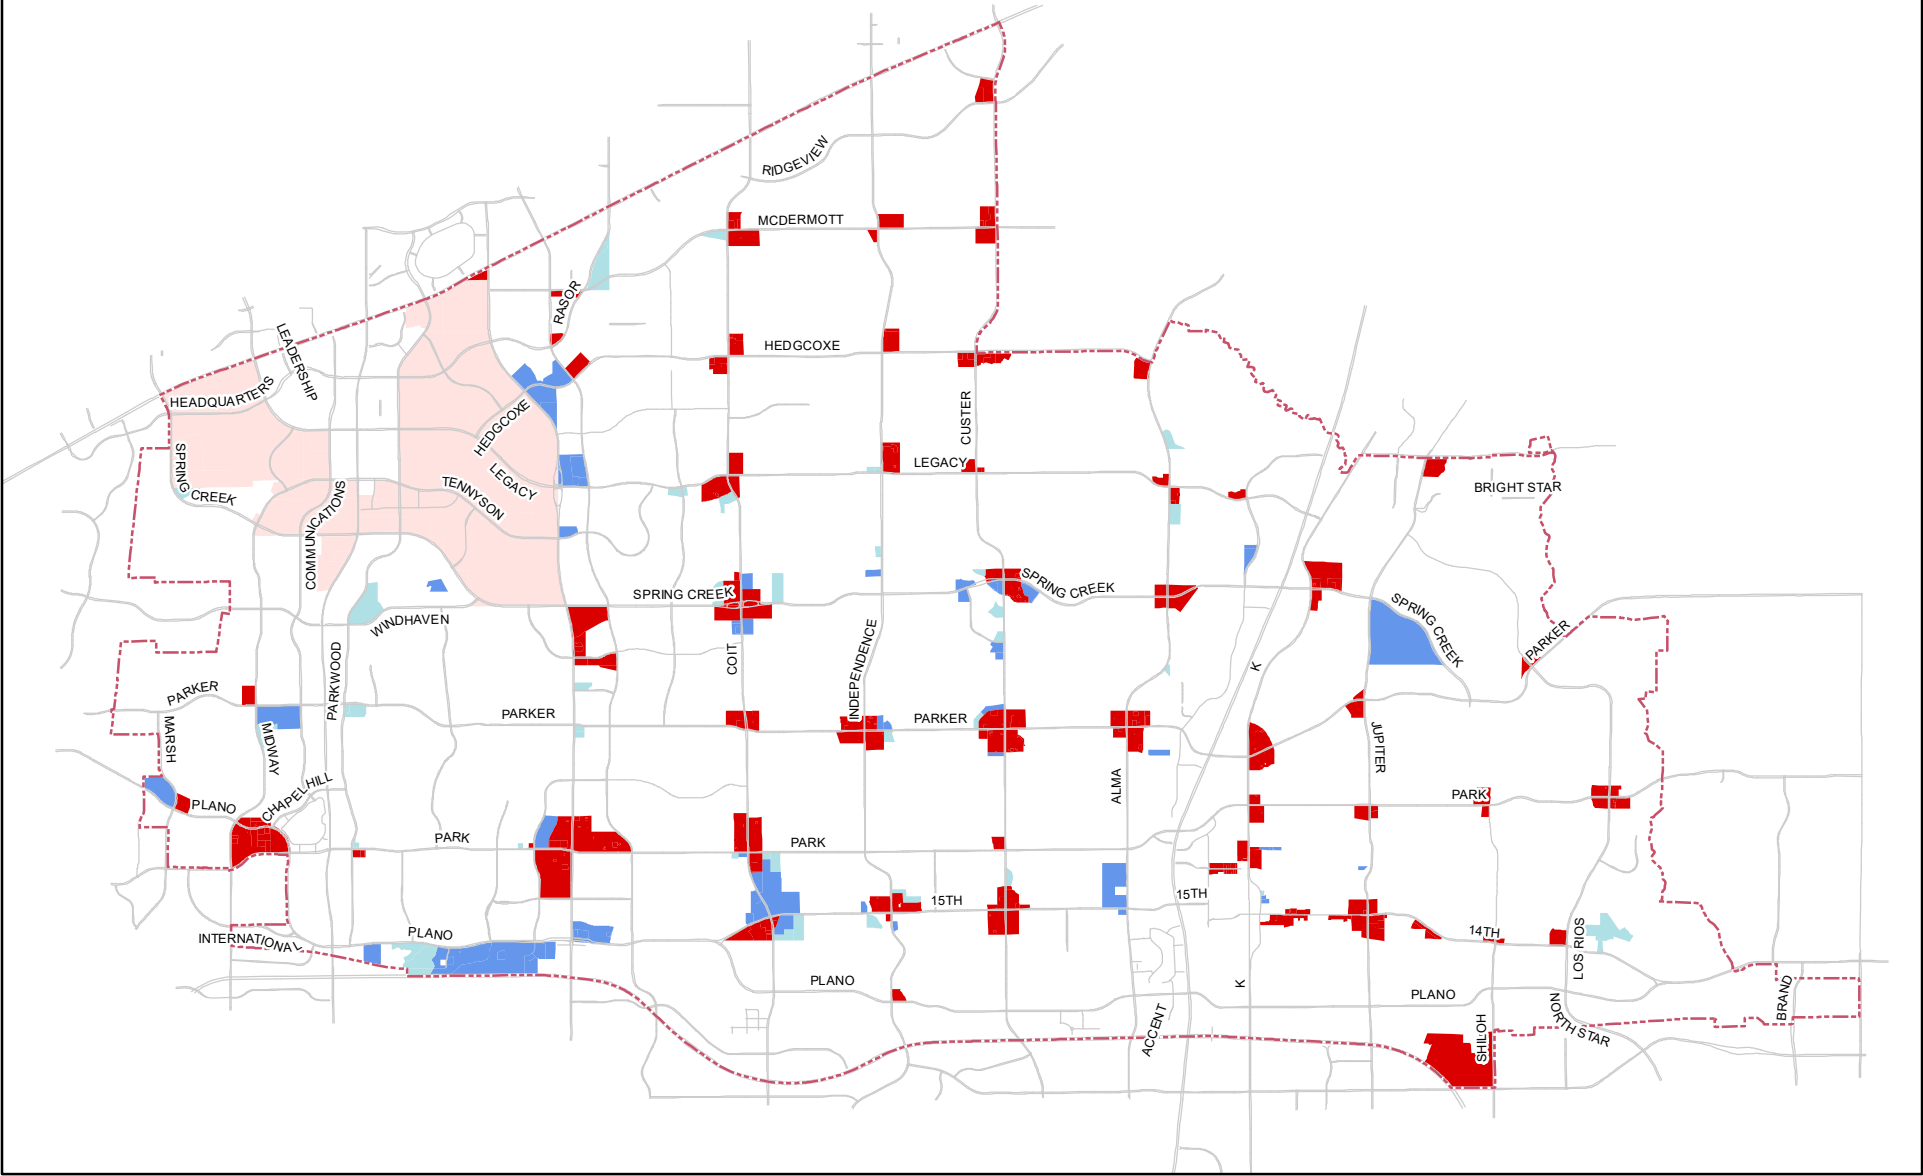 RIDGEVIEW
MCDERMOTT
RASOR
LEADERSHIP
HEDGCOXE
HEADQUARTERS
HEDGCOXE
CUSTER
SPRING CREEK
LEGACY
LEGACY
TENNYSON
BRIGHT STAR
COMMUNICATIONS
SPRING CREEK
SPRING CREEK
SPRING CREEK
WINDHAVEN
PARKER
COIT
INDEPENDENCE
K
PARKWOOD
PARKER
PARKER
PARKER
MARSH
MIDWAY
JUPITER
ALMA
CHAPEL HILL
PLANO
PARK
PARK
PARK
15TH
15TH
INTERNATIONAL
PLANO
14TH
LOS RIOS
PLANO
K
PLANO
BRAND
ACCENT
SHILOH
NORTH STAR